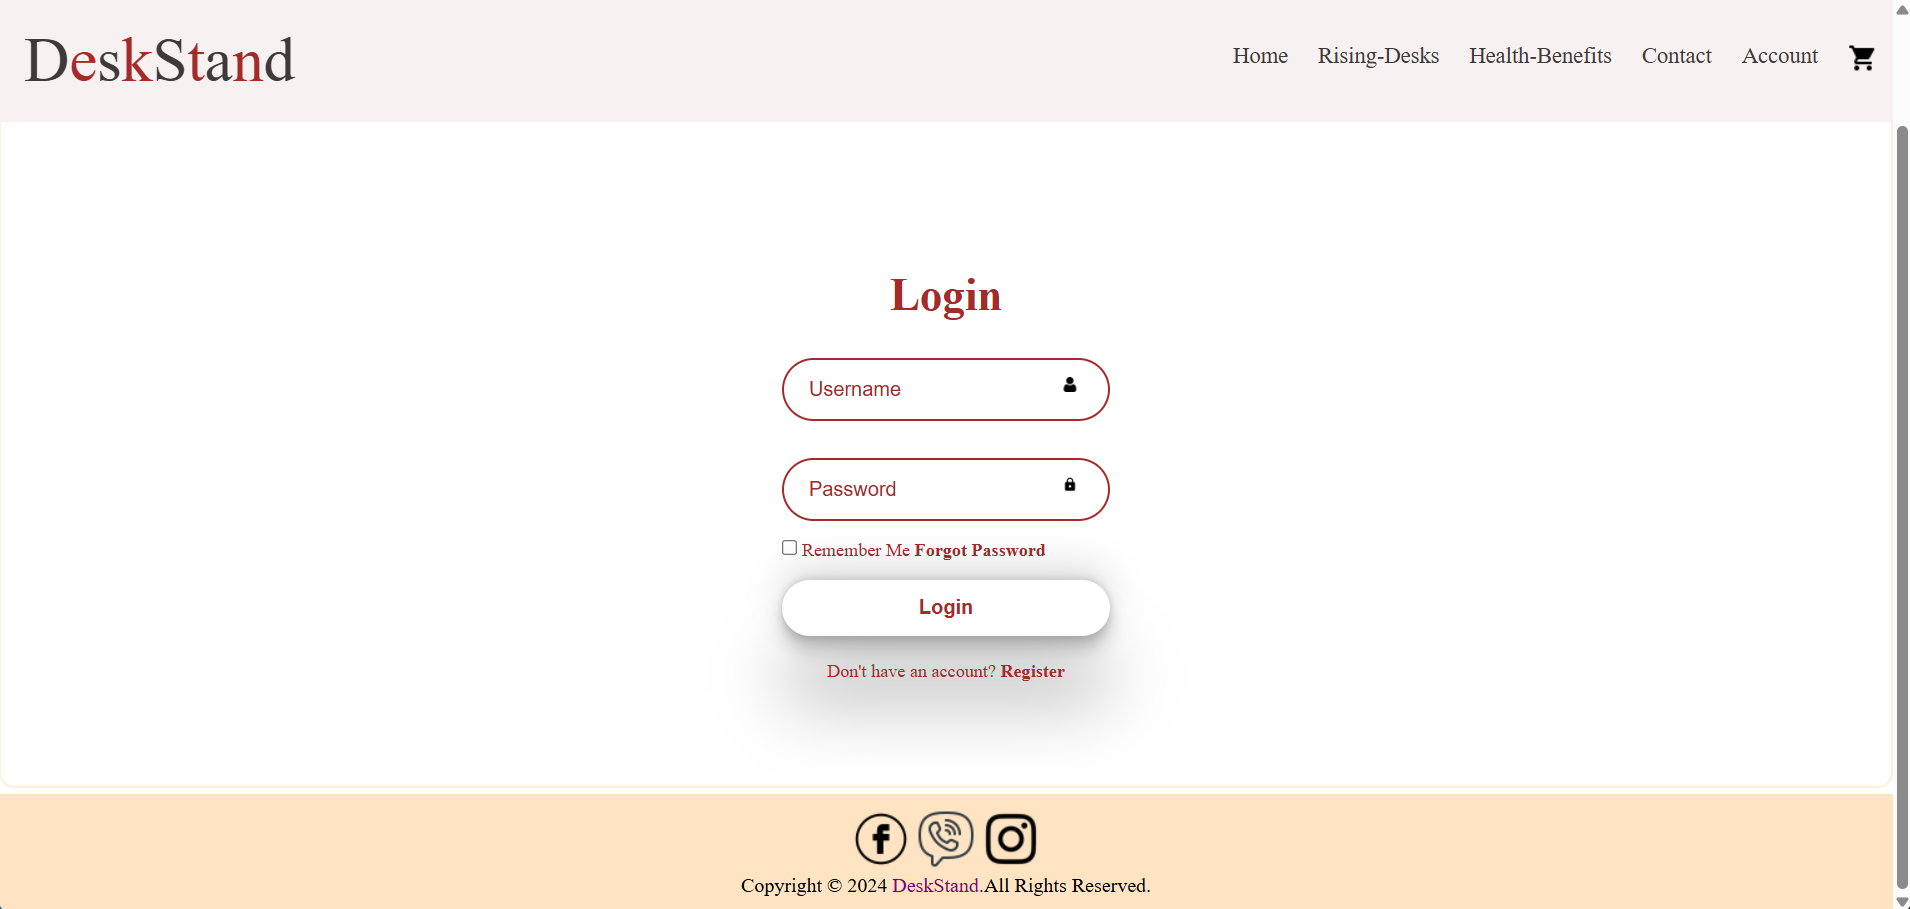 DeskStand
Home Rising-Desks Health-Benefits Contact Account
Login
Username
Password
Remember Me Forgot Password
Login
Don't have an account? Register
Copyright © 2024 DeskStand.All Rights Reserved.